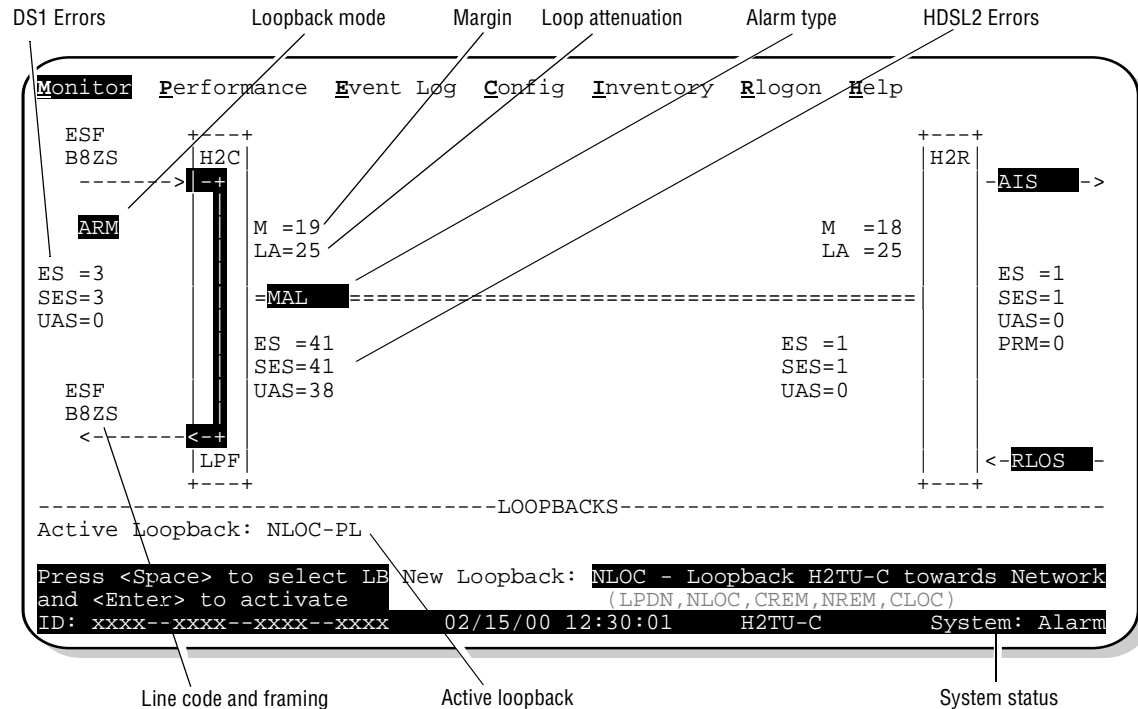 DS1 Errors Loopback mode Margin Loop attenuation Alarm type HDSL2 Errors
Monitor Performance Event Log Config Inventory Rlogon Help
ESF +---+ +---+
B8ZS |H2C| |H2R|
------->|-+ -AIS ->
ARM M =19 M =18
LA=25 LA =25
ES =3 ES =1
SES=3 =MAL ========================================== SES=1
UAS=0 UAS=0
ES =41 ES =1 PRM=0
SES=41 SES=1
ESF UAS=38 UAS=0
B8ZS
<-------<-+
|LPF| <-RLOS -
+---+ +---+
----------------------------------LOOPBACKS------------------------------------
Active Loopback: NLOC-PL
Press <Space> to select LB New Loopback: NLOC - Loopback H2TU-C towards Network
and <Enter> to activate (LPDN,NLOC,CREM,NREM,CLOC)
ID: xxxx--xxxx--xxxx--xxxx 02/15/00 12:30:01 H2TU-C System: Alarm
Line code and framing Active loopback System status